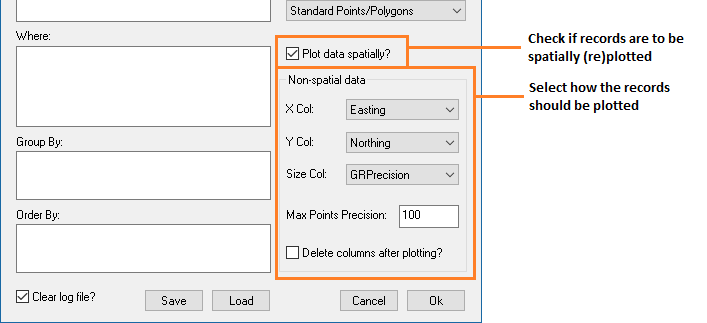 Standard Points/Polygons
Where:
Plot data spatially?
Check if records are to be
spatially (re)plotted
Non-spatial data
Select how the records
should be plotted
X Col:
Easting
Y Col:
Northing
Group By:
Size Col:
GRPrecision
Order By:
Max Points Precision:
100
Delete columns after plotting?
Clear log file?
Save
Load
Cancel
Ok